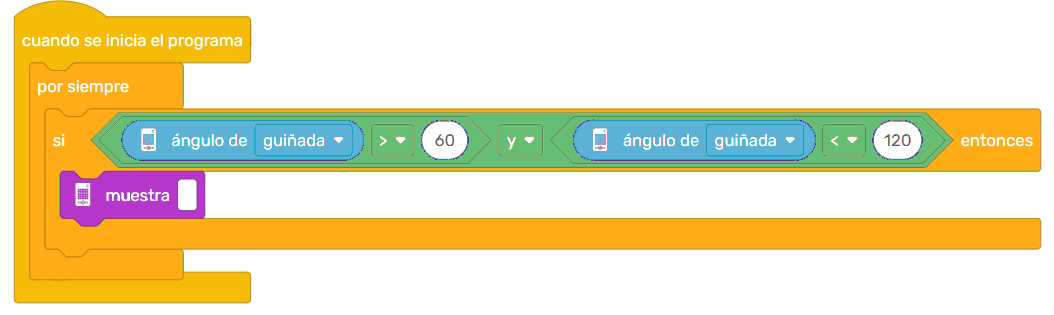 cuando se inicia el programa
por siempre
si ángulo de guiñada > 60 y ángulo de guiñada < 120 entonces
muestra